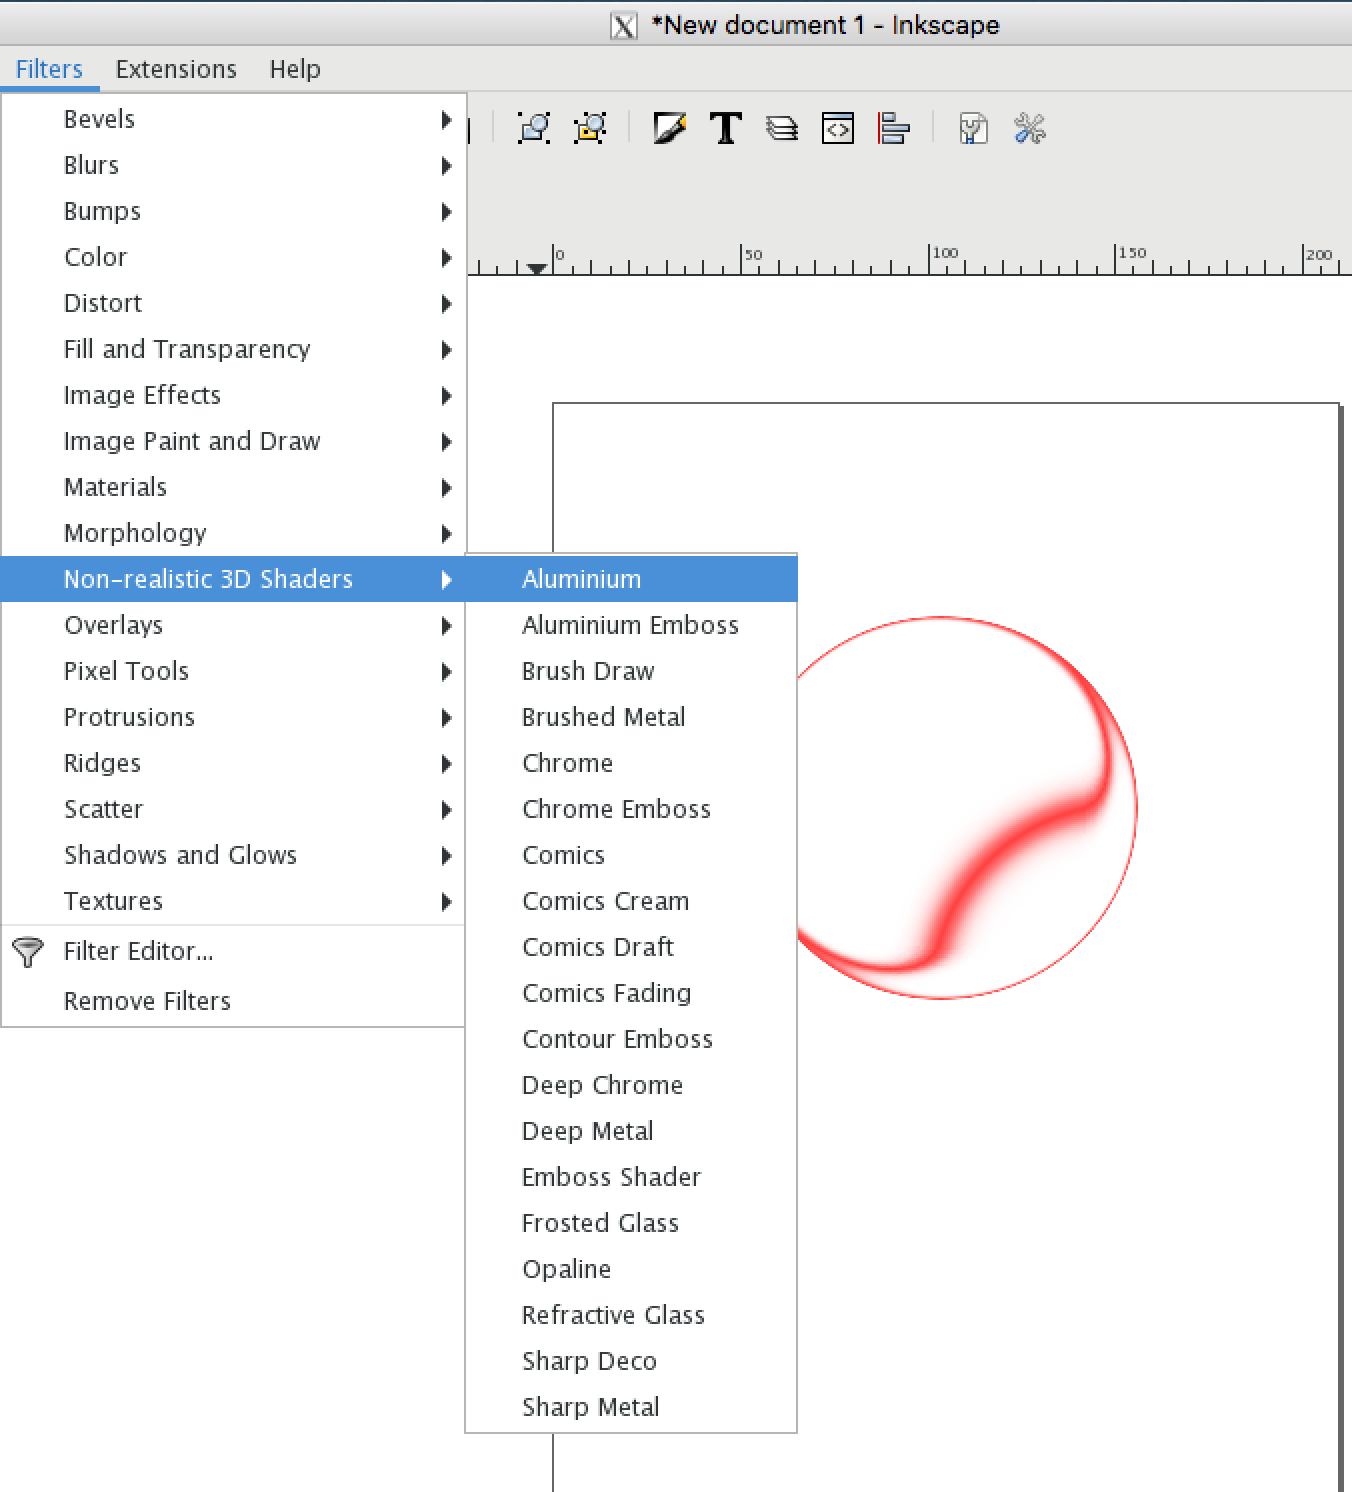 *New document 1 - Inkscape
Filters Extensions Help
Bevels
Blurs
Bumps
Color
Distort
Fill and Transparency
Image Effects
Image Paint and Draw
Materials
Morphology
Non-realistic 3D Shaders
Overlays
Pixel Tools
Protrusions
Ridges
Scatter
Shadows and Glows
Textures
Filter Editor...
Remove Filters
0 50 100 150 200
Aluminium
Aluminium Emboss
Brush Draw
Brushed Metal
Chrome
Chrome Emboss
Comics
Comics Cream
Comics Draft
Comics Fading
Contour Emboss
Deep Chrome
Deep Metal
Emboss Shader
Frosted Glass
Opaline
Refractive Glass
Sharp Deco
Sharp Metal